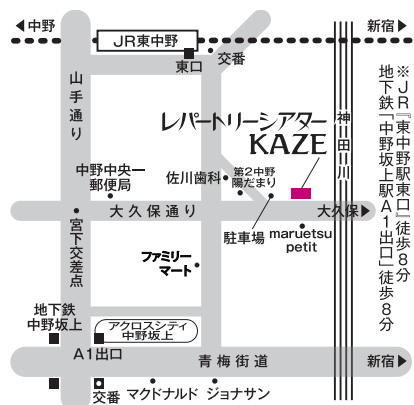 ◀中野
新宿▶
JR東中野
東口
交番
山手通り
レパートリーシアター
KAZE
神田川
※JR『東中野駅東口』徒歩8分
地下鉄「中野坂上駅A1出口」徒歩8分
中野中央一
郵便局
佐川歯科
第2中野
陽だまり
大久保通り
大久保▶
駐車場
maruetsu
petit
宮下交差点
ファミリー
マート
地下鉄
中野坂上
アクロスシティ
中野坂上
A1出口
青梅街道
新宿▶
交番
マクドナルド
ジョナサン